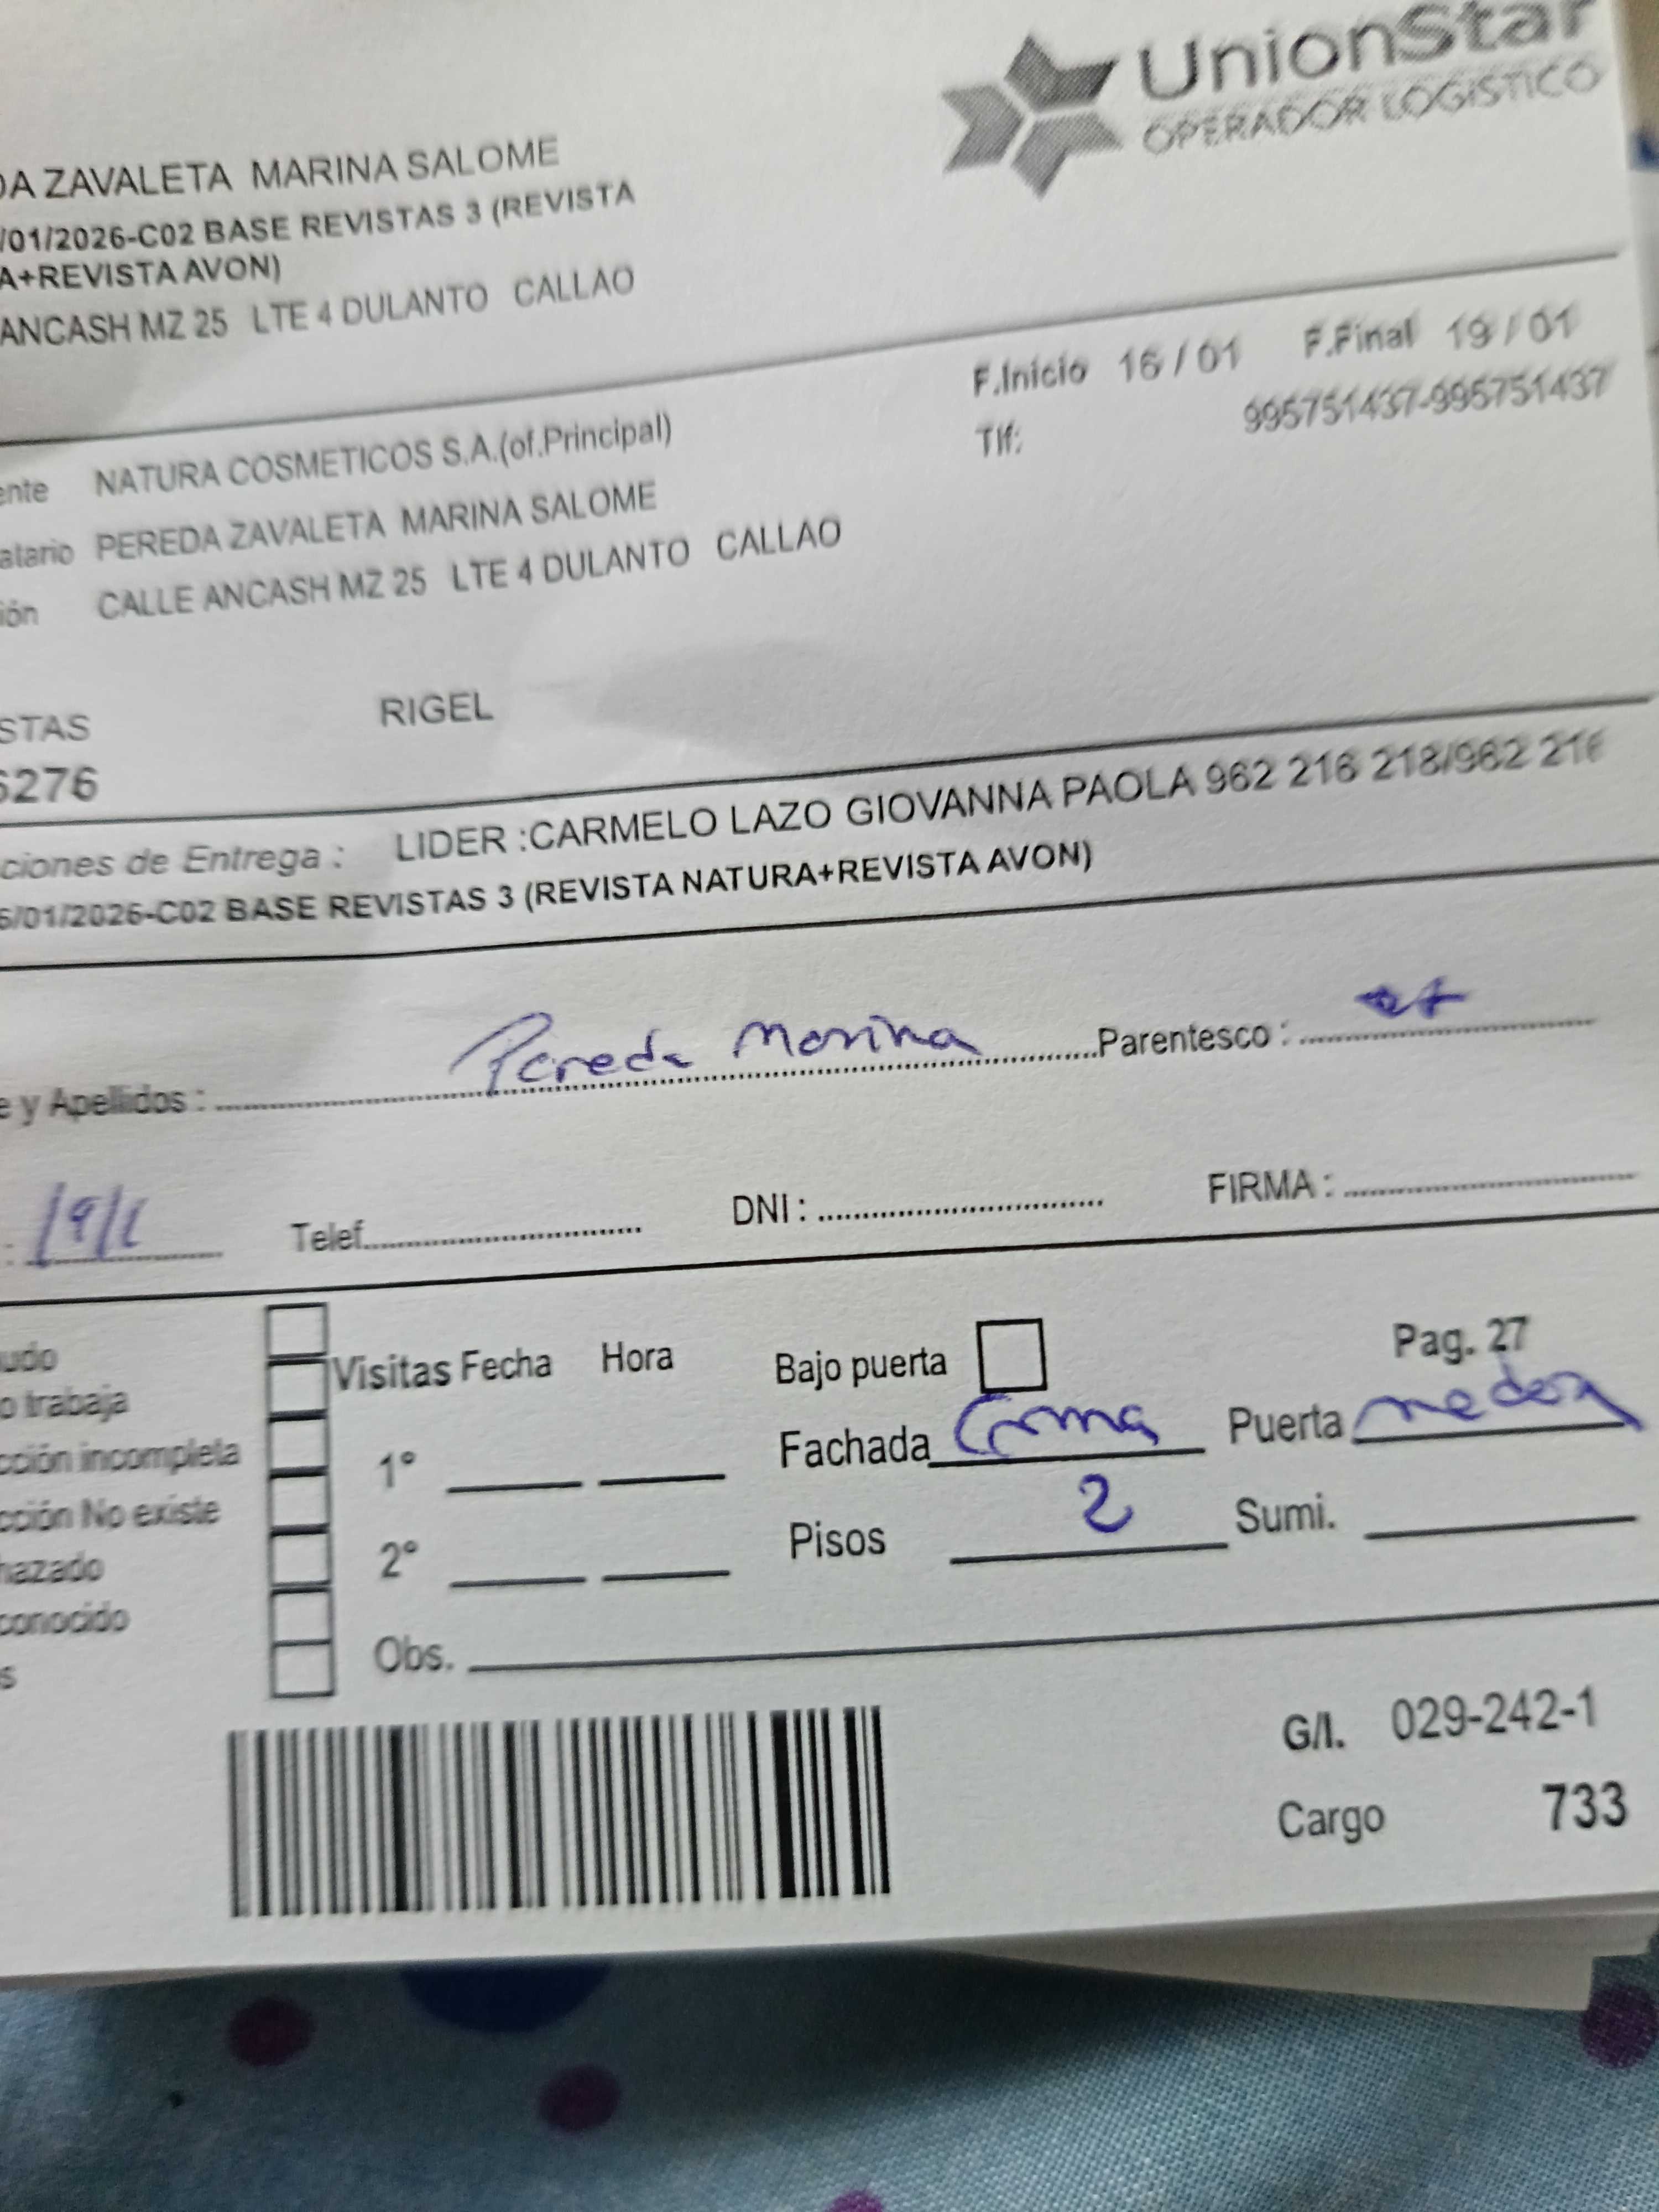 UnionStar
OPERADOR LOGISTICO
DA ZAVALETA MARINA SALOME
/01/2026-C02 BASE REVISTAS 3 (REVISTA
A+REVISTA AVON)
ANCASH MZ 25 LTE 4 DULANTO CALLAO
F.Inicio 16 / 01 F.Final 19 / 01
Tlf: 995751437-995751437
ente NATURA COSMETICOS S.A.(of.Principal)
atario PEREDA ZAVALETA MARINA SALOME
ión CALLE ANCASH MZ 25 LTE 4 DULANTO CALLAO
STAS RIGEL
6276
ciones de Entrega : LIDER :CARMELO LAZO GIOVANNA PAOLA 962 216 218/962 216
6/01/2026-C02 BASE REVISTAS 3 (REVISTA NATURA+REVISTA AVON)
e y Apellidos : Pereda Marina Parentesco :
: 19/1 Telef. DNI : FIRMA :
udo
o trabaja
cción incompleta
cción No existe
hazado
conocido
s
Visitas Fecha Hora
1°
2°
Obs.
Bajo puerta Pag. 27
Fachada Crema Puerta madera
Pisos 2 Sumi.
G/I. 029-242-1
Cargo 733